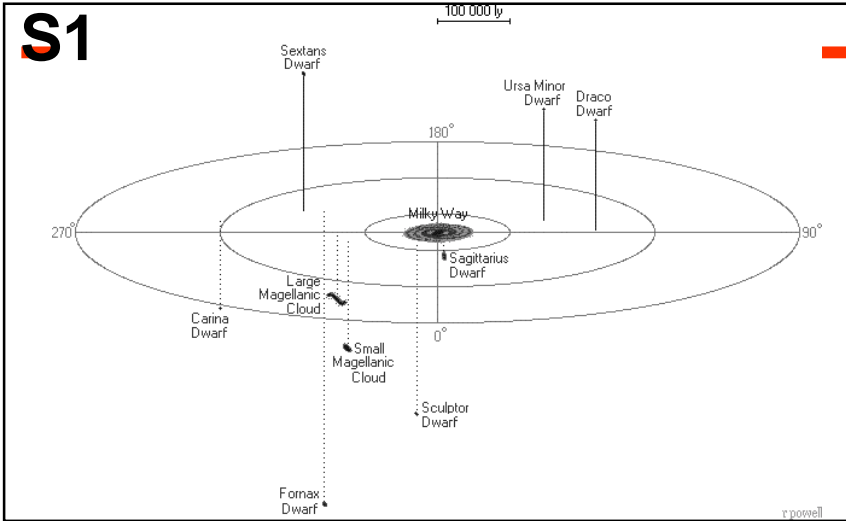 100 000 ly
S1
Sextans
Dwarf
Ursa Minor
Dwarf
Draco
Dwarf
180°
Milky Way
270°
90°
Sagittarius
Dwarf
Large
Magellanic
Cloud
Carina
Dwarf
0°
Small
Magellanic
Cloud
Sculptor
Dwarf
Fornax
Dwarf
r powell